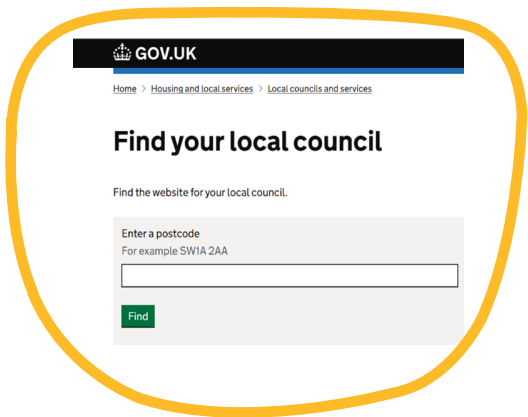 GOV.UK
Home > Housing and local services > Local councils and services
Find your local council
Find the website for your local council.
Enter a postcode
For example SW1A 2AA
Find